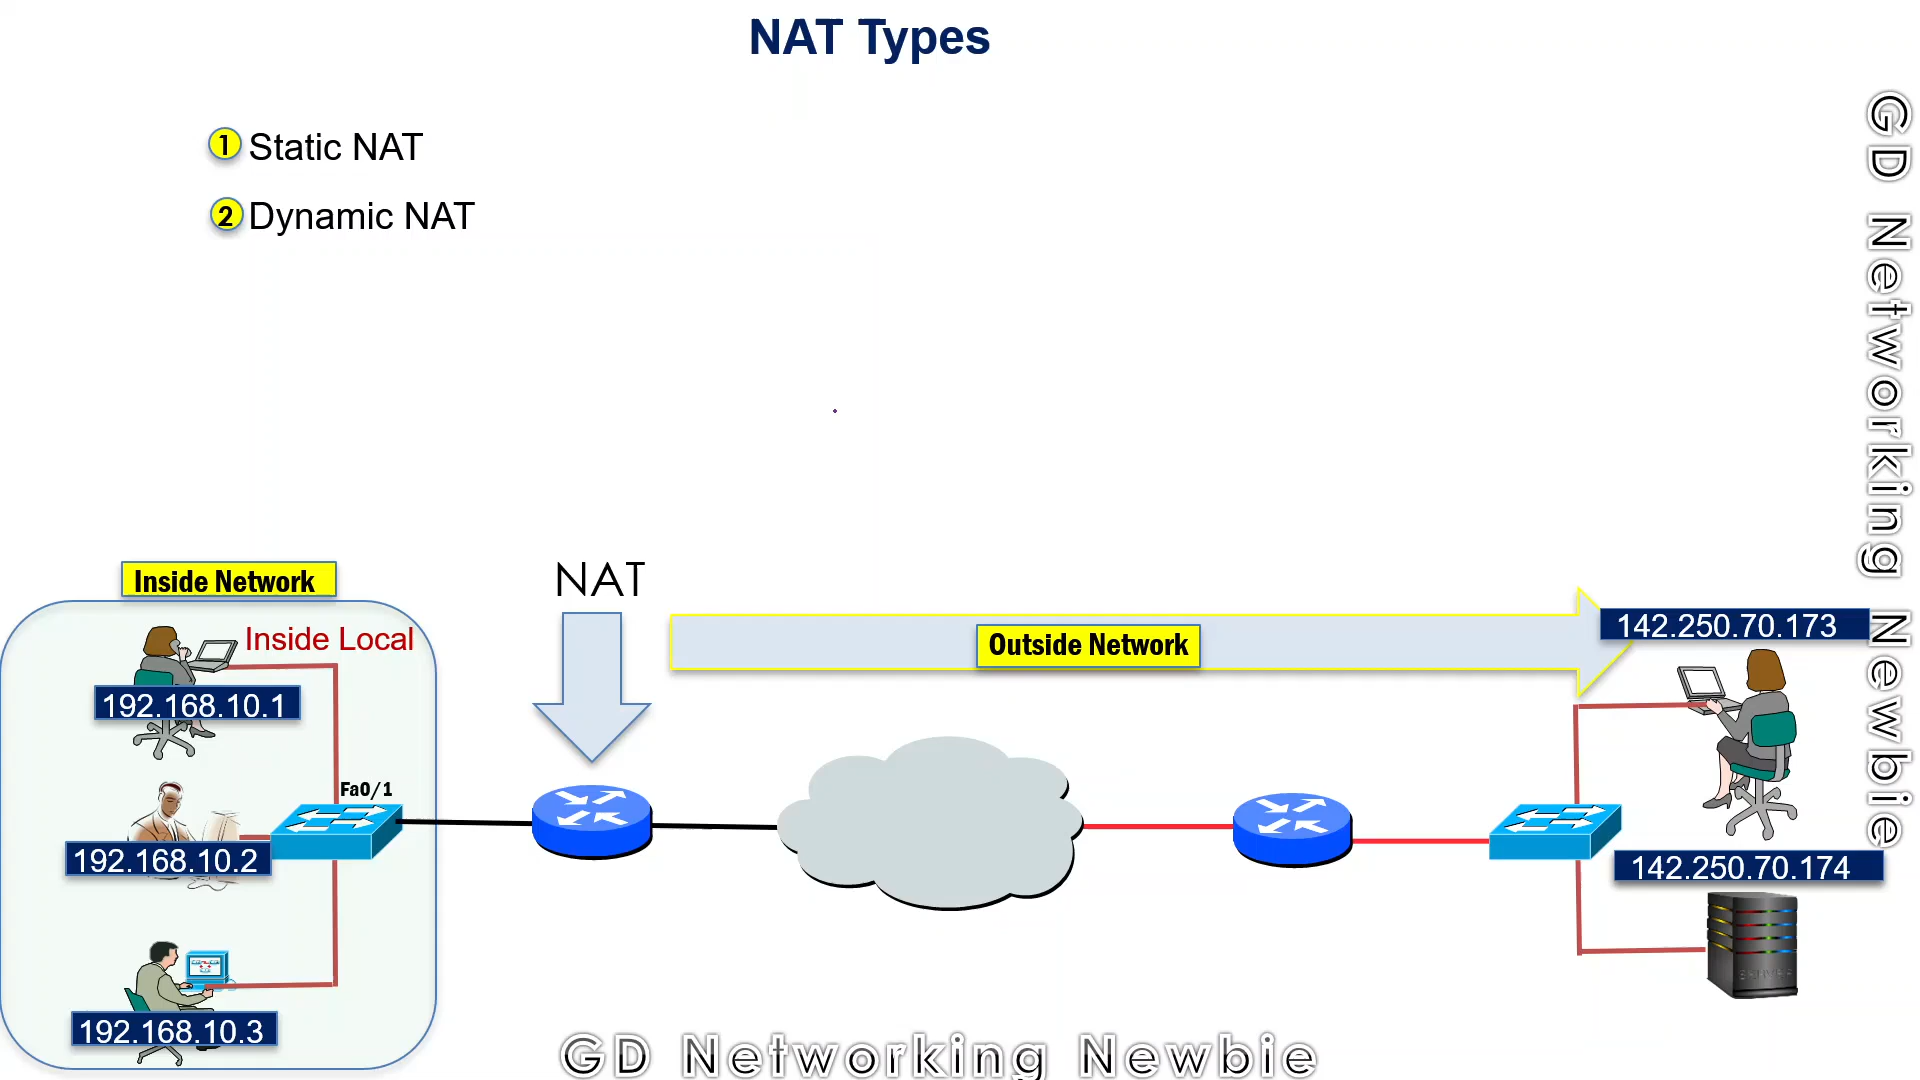 NAT Types
1 Static NAT
2 Dynamic NAT
NAT
Inside Network
Outside Network
Inside Local
142.250.70.173
192.168.10.1
Fa0/1
192.168.10.2
142.250.70.174
192.168.10.3
GD Networking Newbie
GD Networking Newbie